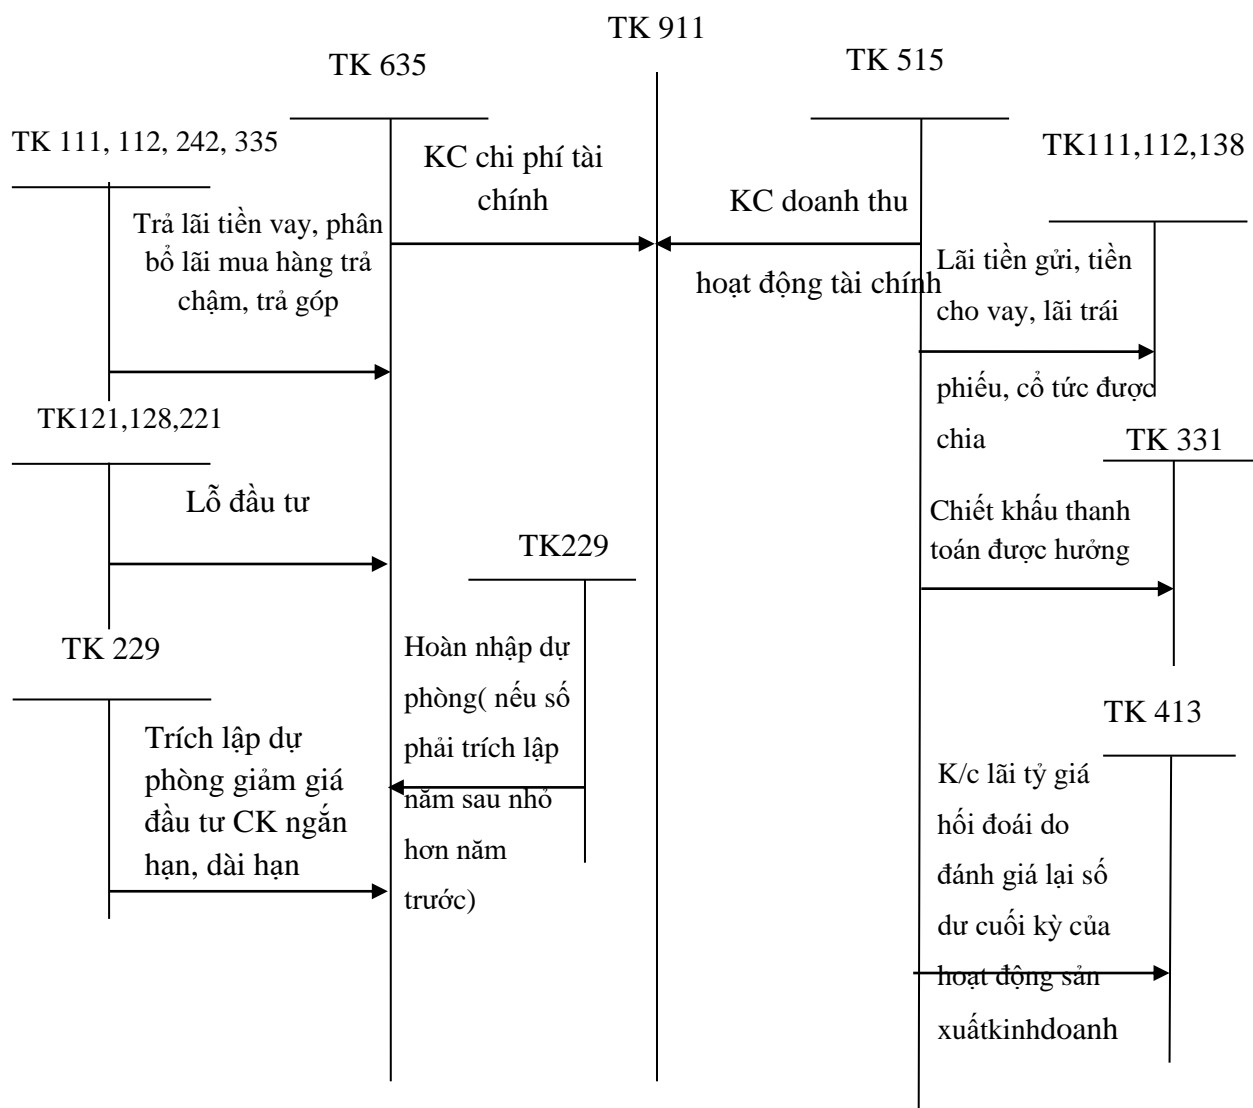 TK 911
TK 635
TK 515
TK 111, 112, 242, 335
TK111,112,138
KC chi phí tài
chính
KC doanh thu
hoạt động tài chính
Trả lãi tiền vay, phân
bổ lãi mua hàng trả
chậm, trả góp
Lãi tiền gửi, tiền
cho vay, lãi trái
phiếu, cổ tức được
chia
TK121,128,221
TK 331
Lỗ đầu tư
Chiết khấu thanh
toán được hưởng
TK229
TK 229
Hoàn nhập dự
phòng( nếu số
phải trích lập
năm sau nhỏ
hơn năm
trước)
TK 413
Trích lập dự
phòng giảm giá
đầu tư CK ngắn
hạn, dài hạn
K/c lãi tỷ giá
hối đoái do
đánh giá lại số
dư cuối kỳ của
hoạt động sản
xuấtkinhdoanh